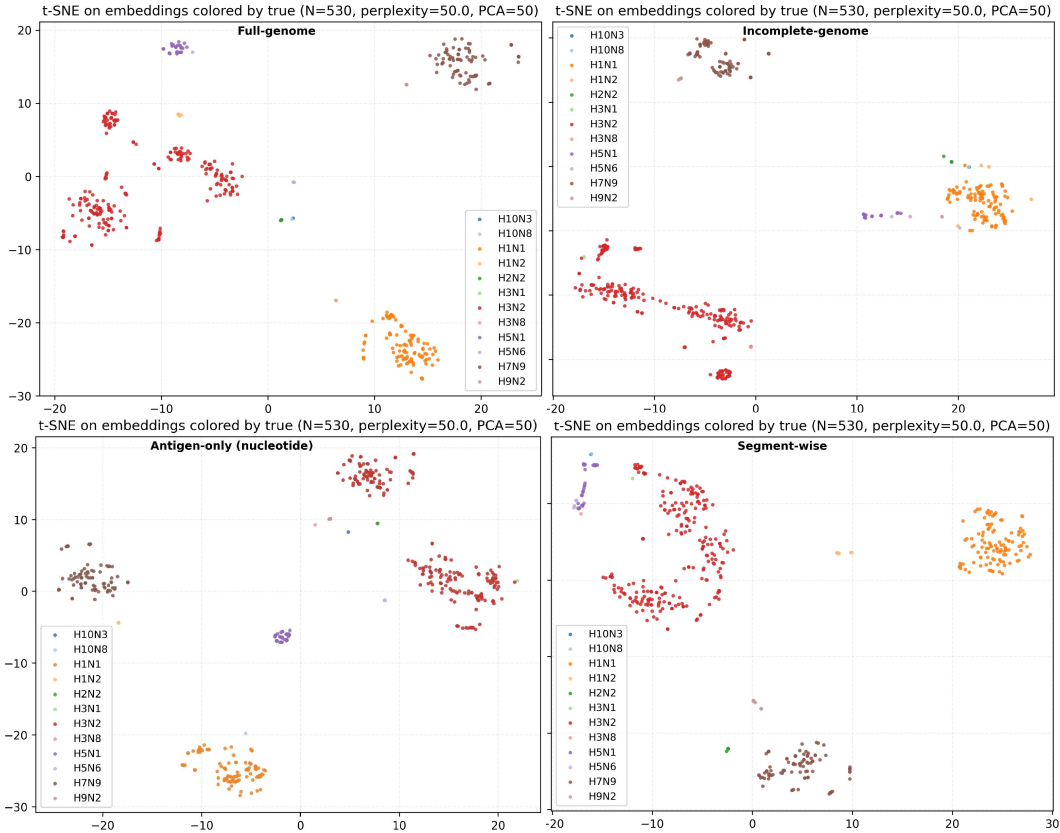 t-SNE on embeddings colored by true (N=530, perplexity=50.0, PCA=50)
Full-genome
20
10
0
−10
−20
−30
−20
−10
0
10
20
H10N3
H10N8
H1N1
H1N2
H2N2
H3N1
H3N2
H3N8
H5N1
H5N6
H7N9
H9N2
t-SNE on embeddings colored by true (N=530, perplexity=50.0, PCA=50)
Incomplete-genome
H10N3
H10N8
H1N1
H1N2
H2N2
H3N1
H3N2
H3N8
H5N1
H5N6
H7N9
H9N2
−20
−10
0
10
20
t-SNE on embeddings colored by true (N=530, perplexity=50.0, PCA=50)
Antigen-only (nucleotide)
20
10
0
−10
−20
−30
H10N3
H10N8
H1N1
H1N2
H2N2
H3N1
H3N2
H3N8
H5N1
H5N6
H7N9
H9N2
−20
−10
0
10
20
t-SNE on embeddings colored by true (N=530, perplexity=50.0, PCA=50)
Segment-wise
H10N3
H10N8
H1N1
H1N2
H2N2
H3N1
H3N2
H3N8
H5N1
H5N6
H7N9
H9N2
−20
−10
0
10
20
30